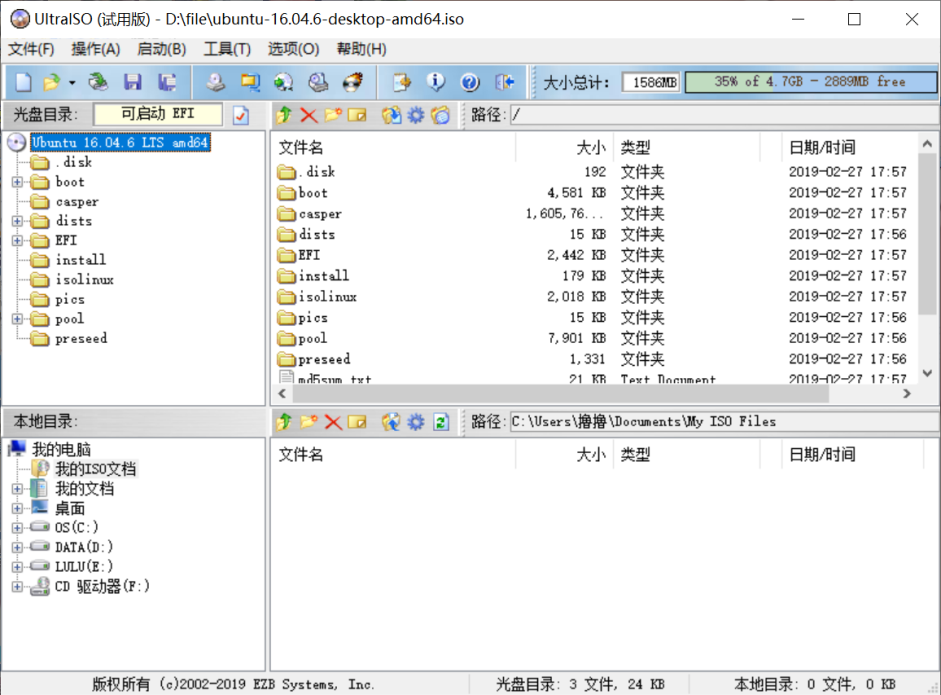 UltraISO (试用版) - D:\file\ubuntu-16.04.6-desktop-amd64.iso
文件(F) 操作(A) 启动(B) 工具(T) 选项(O) 帮助(H)
大小总计: 1586MB 35% of 4.7GB - 2889MB free
光盘目录: 可启动 EFI 路径: /
Ubuntu 16.04.6 LTS amd64
.disk
boot
casper
dists
EFI
install
isolinux
pics
pool
preseed
文件名 大小 类型 日期/时间
.disk 192 文件夹 2019-02-27 17:57
boot 4,581 KB 文件夹 2019-02-27 17:57
casper 1,605,76... 文件夹 2019-02-27 17:57
dists 15 KB 文件夹 2019-02-27 17:56
EFI 2,442 KB 文件夹 2019-02-27 17:57
install 179 KB 文件夹 2019-02-27 17:57
isolinux 2,018 KB 文件夹 2019-02-27 17:57
pics 15 KB 文件夹 2019-02-27 17:56
pool 7,901 KB 文件夹 2019-02-27 17:56
preseed 1,331 文件夹 2019-02-27 17:56
md5sum.txt 21 KB Text Document 2019-02-27 17:57
本地目录: 路径: C:\Users\撸撸\Documents\My ISO Files
我的电脑
我的ISO文档
我的文档
桌面
OS(C:)
DATA(D:)
LULU(E:)
CD 驱动器(F:)
文件名 大小 类型 日期/时间
版权所有 (c)2002-2019 EZB Systems, Inc. 光盘目录: 3 文件, 24 KB 本地目录: 0 文件, 0 KB